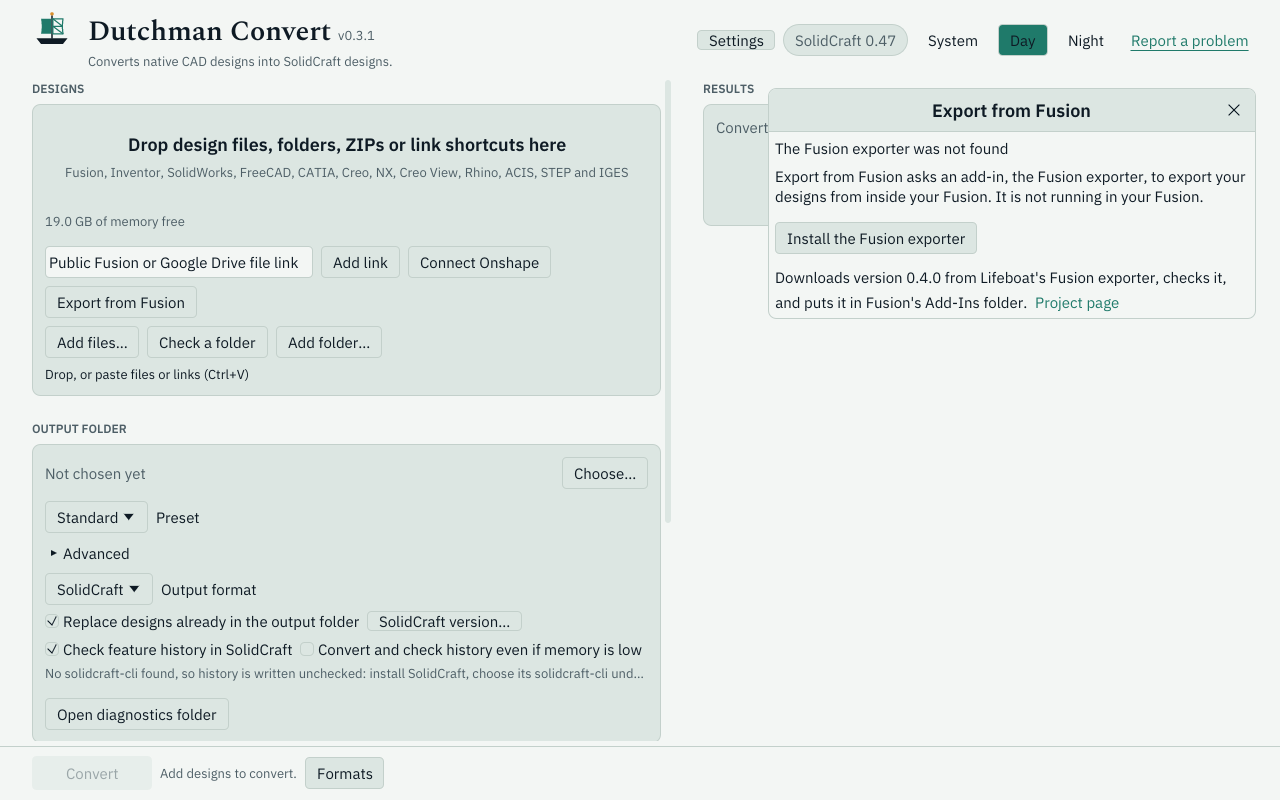 Dutchman Convert v0.3.1
Converts native CAD designs into SolidCraft designs.
Settings
SolidCraft 0.47
System
Day
Night
Report a problem
DESIGNS
Drop design files, folders, ZIPs or link shortcuts here
Fusion, Inventor, SolidWorks, FreeCAD, CATIA, Creo, NX, Creo View, Rhino, ACIS, STEP and IGES
19.0 GB of memory free
Public Fusion or Google Drive file link
Add link
Connect Onshape
Export from Fusion
Add files...
Check a folder
Add folder...
Drop, or paste files or links (Ctrl+V)
OUTPUT FOLDER
Not chosen yet
Choose...
Standard
Preset
Advanced
SolidCraft
Output format
Replace designs already in the output folder
SolidCraft version...
Check feature history in SolidCraft
Convert and check history even if memory is low
No solidcraft-cli found, so history is written unchecked: install SolidCraft, choose its solidcraft-cli und...
Open diagnostics folder
RESULTS
Convert
Export from Fusion
The Fusion exporter was not found
Export from Fusion asks an add-in, the Fusion exporter, to export your
designs from inside your Fusion. It is not running in your Fusion.
Install the Fusion exporter
Downloads version 0.4.0 from Lifeboat's Fusion exporter, checks it,
and puts it in Fusion's Add-Ins folder. Project page
Convert
Add designs to convert.
Formats